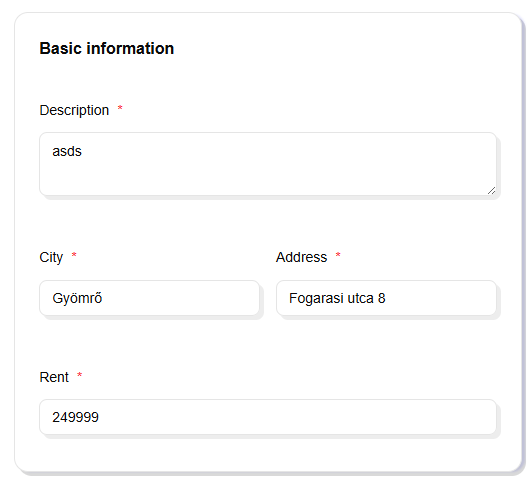 Basic information
Description *
asds
City * Address *
Gyömrő Fogarasi utca 8
Rent *
249999